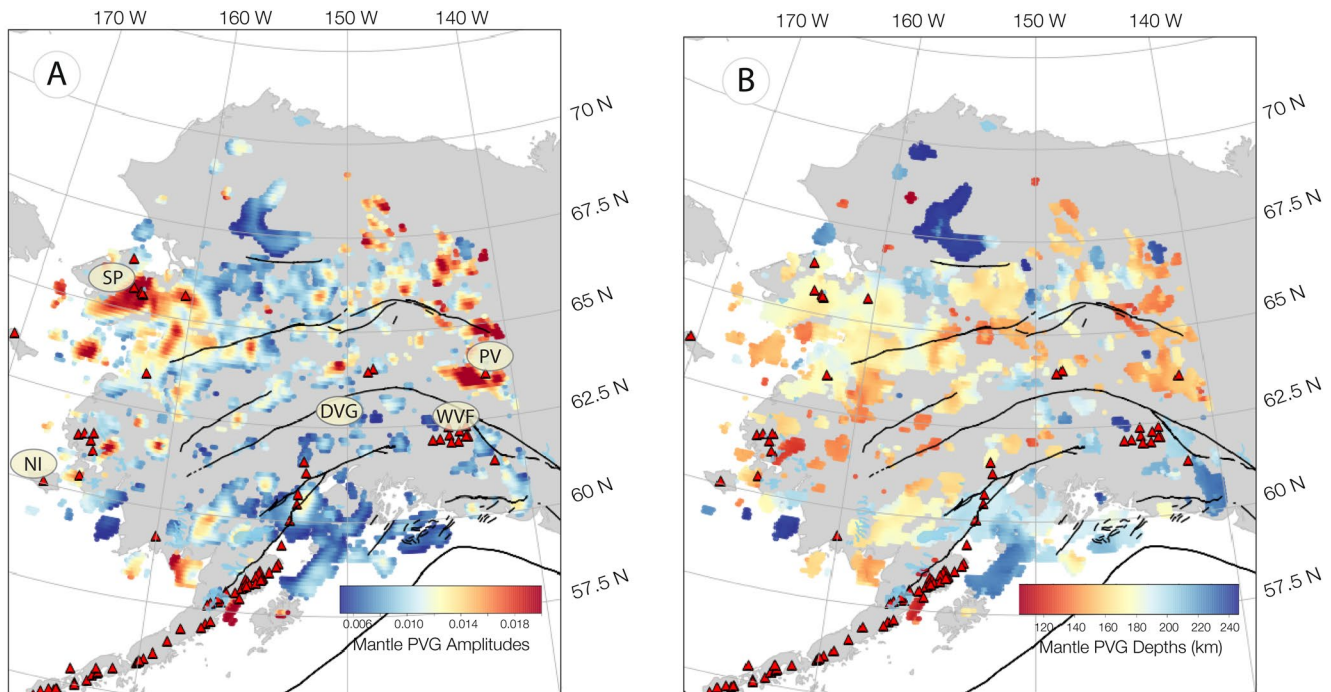 170 W 160 W 150 W 140 W
A
70 N
67.5 N
65 N
62.5 N
60 N
57.5 N
SP
PV
DVG
WVF
NI
0.006 0.010 0.014 0.018
Mantle PVG Amplitudes
170 W 160 W 150 W 140 W
B
70 N
67.5 N
65 N
62.5 N
60 N
57.5 N
120 140 160 180 200 220 240
Mantle PVG Depths (km)